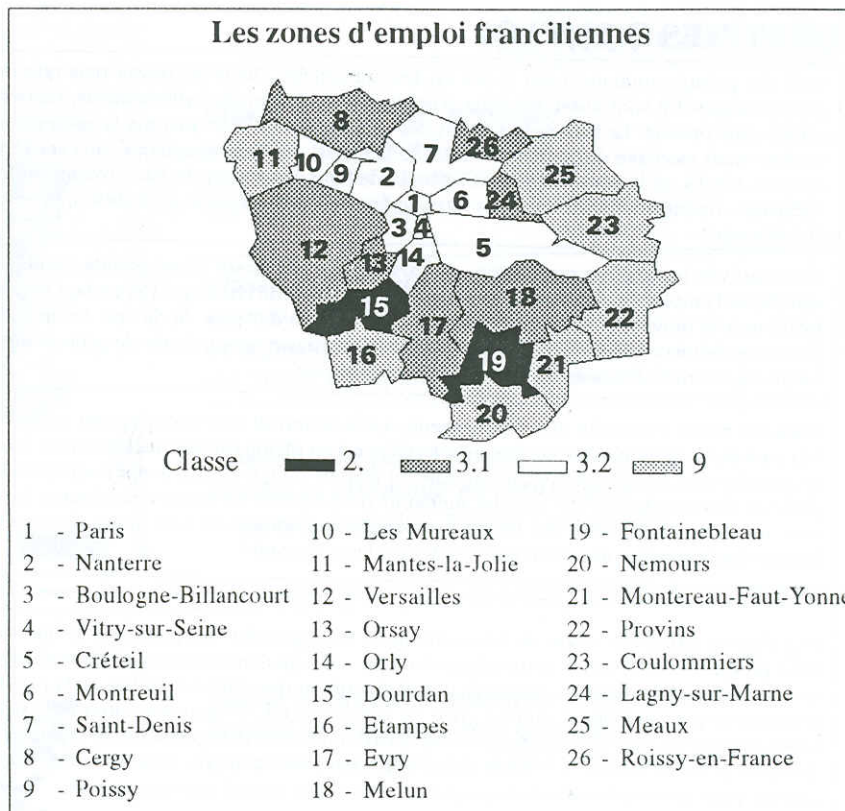 Les zones d'emploi franciliennes
8
26
7
11
10
9
2
25
1
6
24
3
4
23
12
5
13
14
15
18
22
17
16
19
21
20
Classe 2. 3.1 3.2 9
1 - Paris
2 - Nanterre
3 - Boulogne-Billancourt
4 - Vitry-sur-Seine
5 - Créteil
6 - Montreuil
7 - Saint-Denis
8 - Cergy
9 - Poissy
10 - Les Mureaux
11 - Mantes-la-Jolie
12 - Versailles
13 - Orsay
14 - Orly
15 - Dourdan
16 - Etampes
17 - Evry
18 - Melun
19 - Fontainebleau
20 - Nemours
21 - Montereau-Faut-Yonne
22 - Provins
23 - Coulommiers
24 - Lagny-sur-Marne
25 - Meaux
26 - Roissy-en-France